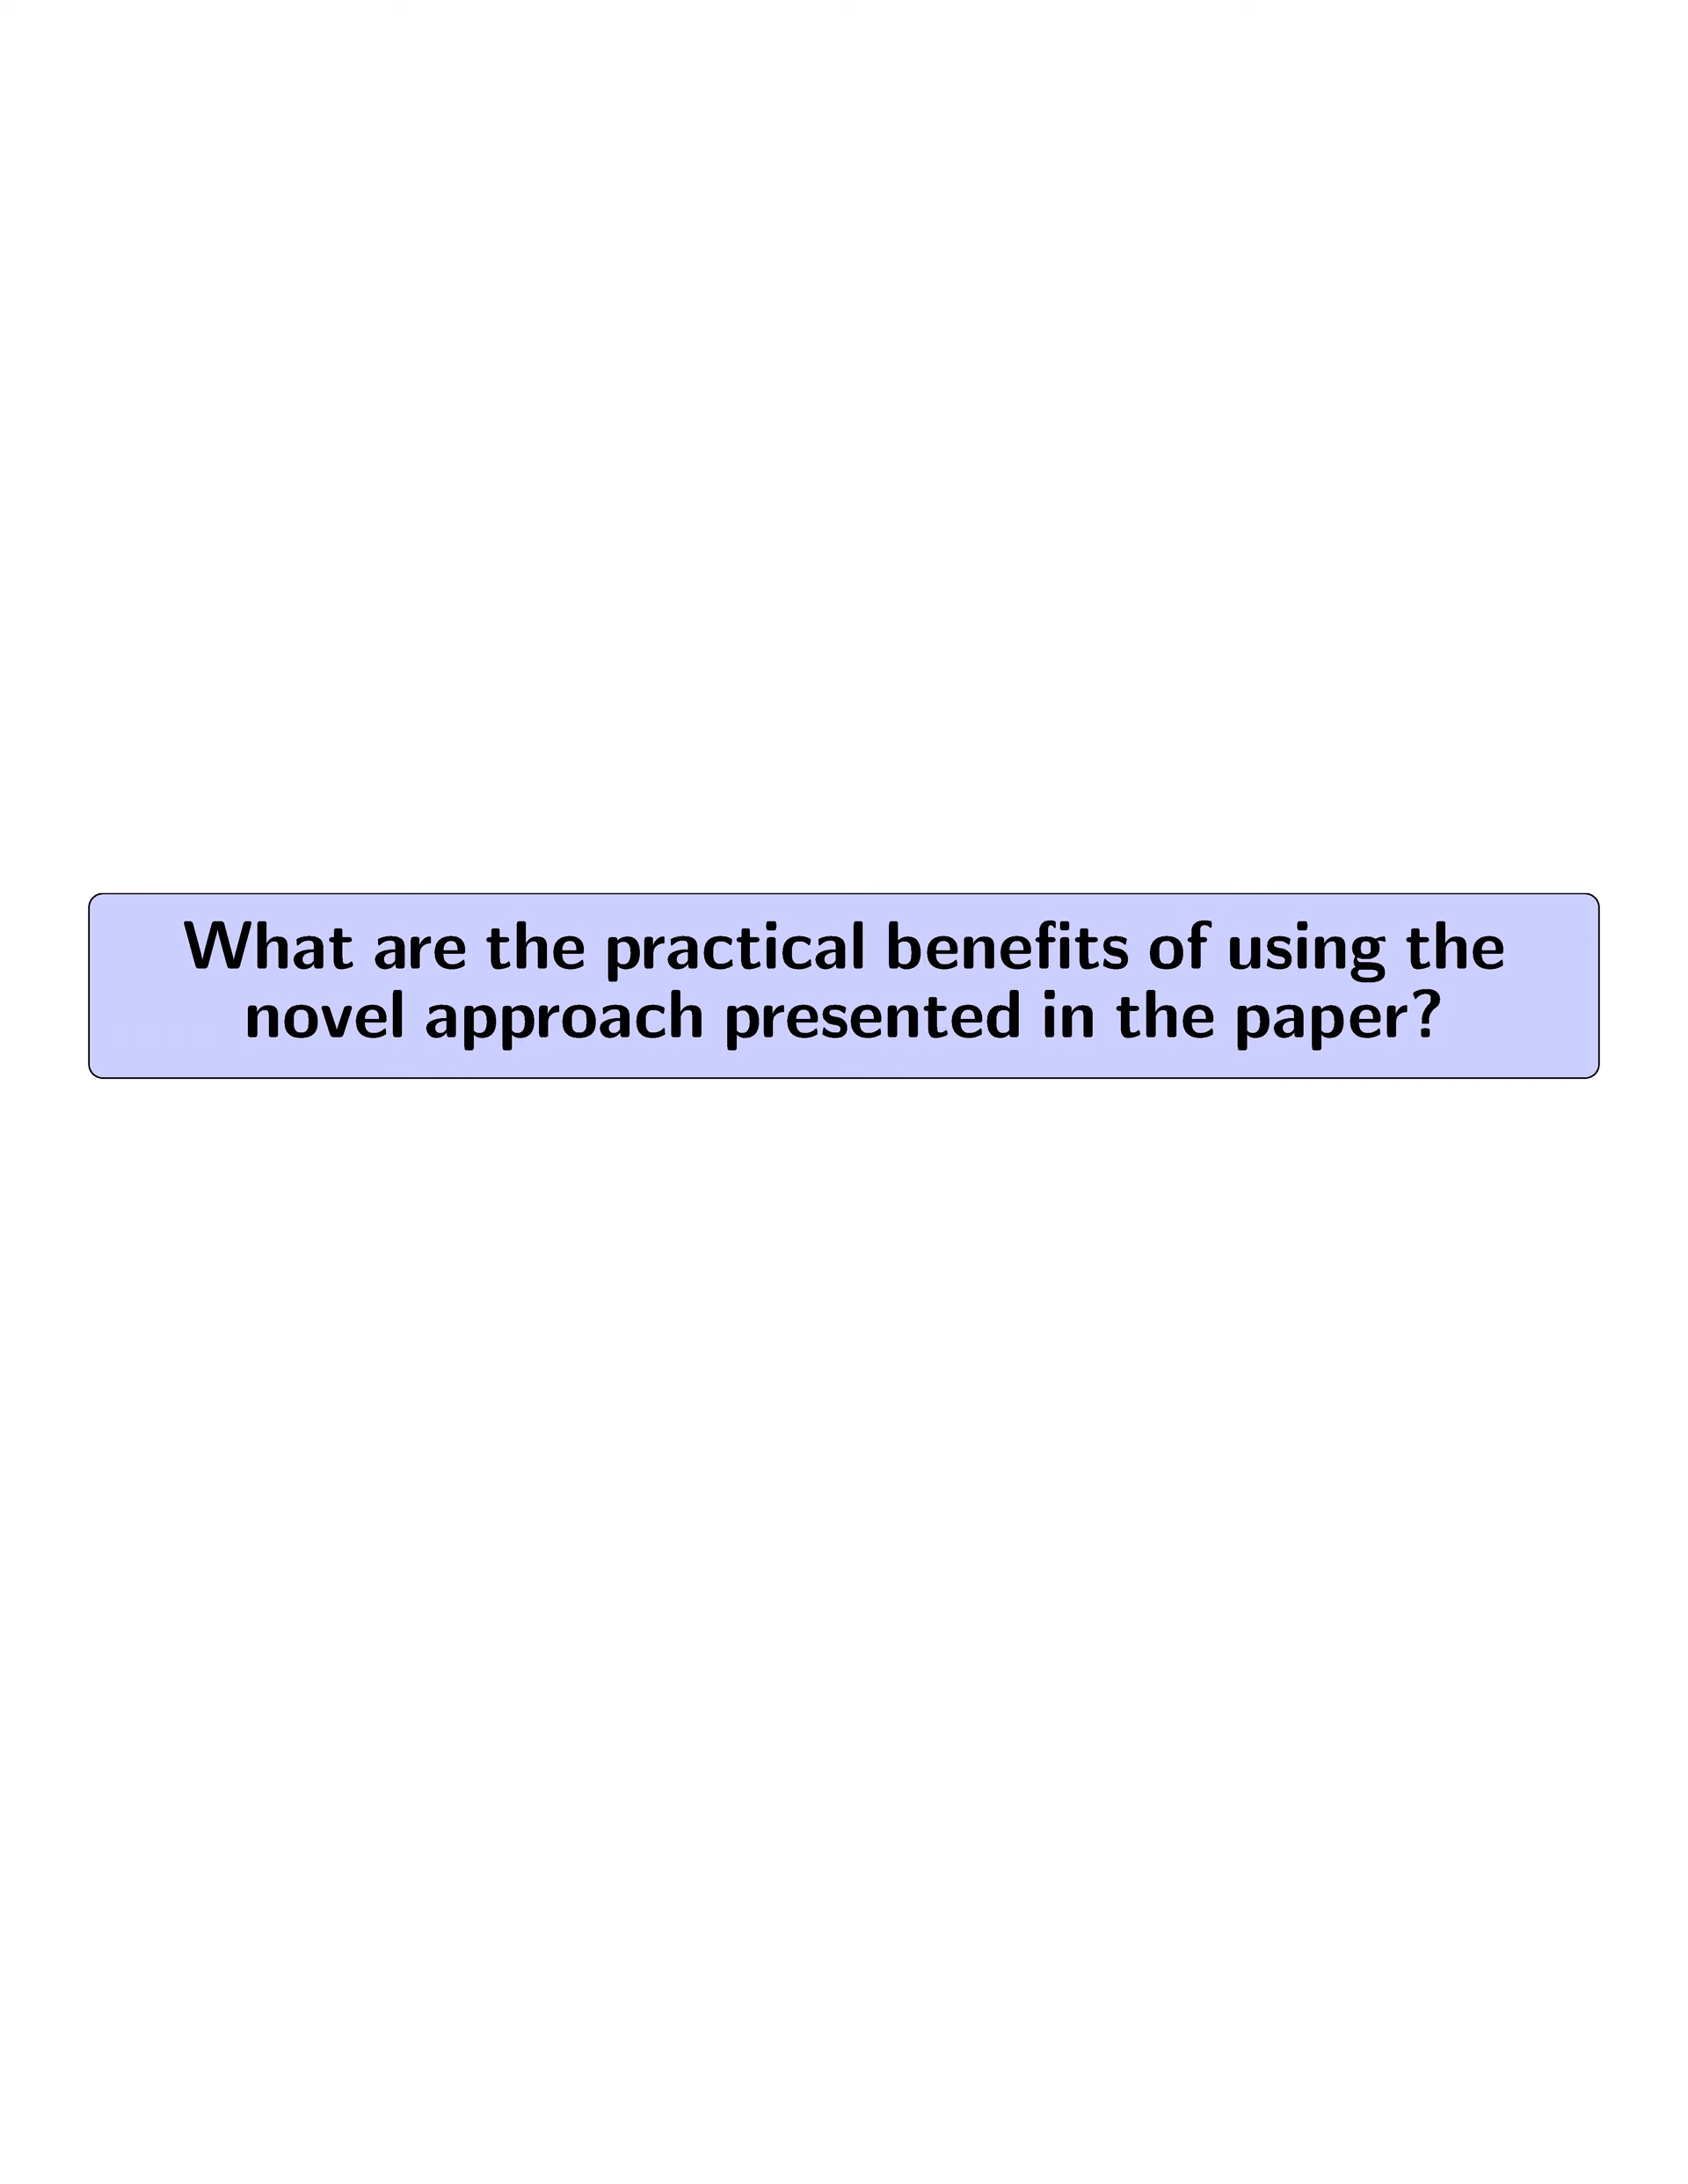 What are the practical benefits of using the
novel approach presented in the paper?